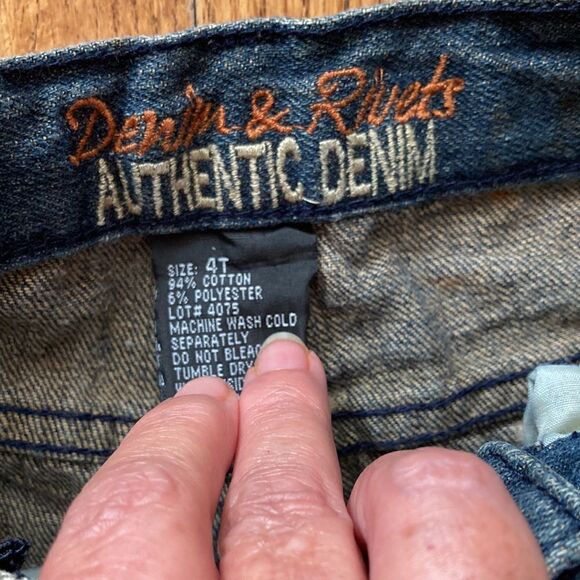 Denim & Rivets
AUTHENTIC DENIM
SIZE: 4T
94% COTTON
6% POLYESTER
LOT# 4075
MACHINE WASH COLD
SEPARATELY
DO NOT
TUMBLE DRY